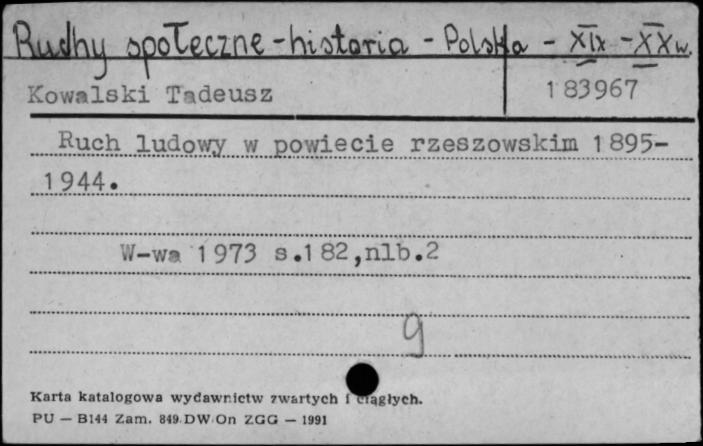 Ruchy społeczne - historia - Polska - XIX - XX w.
Kowalski Tadeusz 183967
Ruch ludowy w powiecie rzeszowskim 1895-
1944.
W-wa 1973 s.182,nlb.2
9
Karta katalogowa wydawnictw zwartych i ciągłych.
PU — B144 Zam. 849 DW/On ZGG — 1991